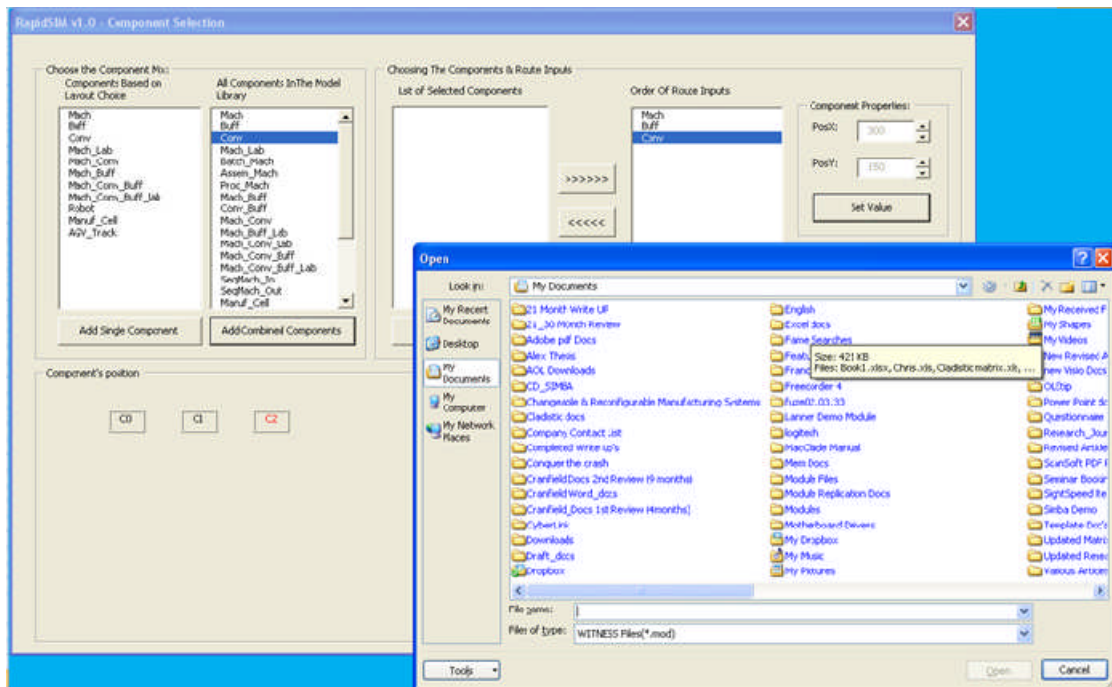 RapidSIM v1.0 - Component Selection
Choose the Component Mix:
Components Based on
Layout Choice
Mach
Buff
Conv
Mach_Lab
Mach_Conv
Mach_Buff
Mach_Conv_Buff
Mach_Conv_Buff_lab
Robot
Manuf_Cell
AGV_Track
Add Single Component
All Components InThe Model
Library
Mach
Buff
Conv
Mach_Lab
Batch_Mach
Assem_Mach
Proc_Mach
Mach_Buff
Conv_Buff
Mach_Conv
Mach_Buff_Lab
Mach_Conv_Lab
Mach_Conv_Buff
Mach_Conv_Buff_Lab
SeqMach_In
SeqMach_Out
Manuf_Cell
AddCombined Components
Choosing The Components & Route Inputs
List of Selected Components
>>>>>>
<<<<<
Order Of Route Inputs
Mach
Buff
Conv
Component Properties:
PosX: 300
PosY: 150
Set Value
Component's position
C0 C1 C2
Open
Look in: My Documents
My Recent
Documents
Desktop
My
Documents
My
Computer
My Network
Places
21 Month Write UP
21_30 Month Review
Adobe pdf Docs
Alex Thesis
AOL Downloads
CD_SIMBA
Changeable & Reconfigurable Manufacturing Systems
Cladistic docs
Company Contact List
Completed Write up's
Conquer the crash
Cranfield Docs 2nd Review (9 months)
Cranfield Word_docs
Cranfield_Docs 1st Review (4months)
CyberLink
Downloads
Draft_docs
Dropbox
English
Excel docs
Fame Searches
Freecorder 4
fuze02.03.33
Lanner Demo Module
logitech
MacClade Manual
Mem Docs
Module Files
Module Replication Docs
Modules
Motherboard Drivers
My Dropbox
My Music
My Pictures
Size: 421 KB
Files: Book1.xlsx, Chris.xls, Cladistic matrix.xls, ...
My Received F
My Shapes
My Videos
New Revised A
new Visio Docs
Power Point do
Questionnaire
Research_Jour
Revised Article
ScanSoft PDF
Seminar Bookin
SightSpeed Re
Simba Demo
Template Doc's
Updated Matri
Updated Resea
Various Articles
File name:
Files of type: WITNESS Files(*.mod)
Tools
Open
Cancel